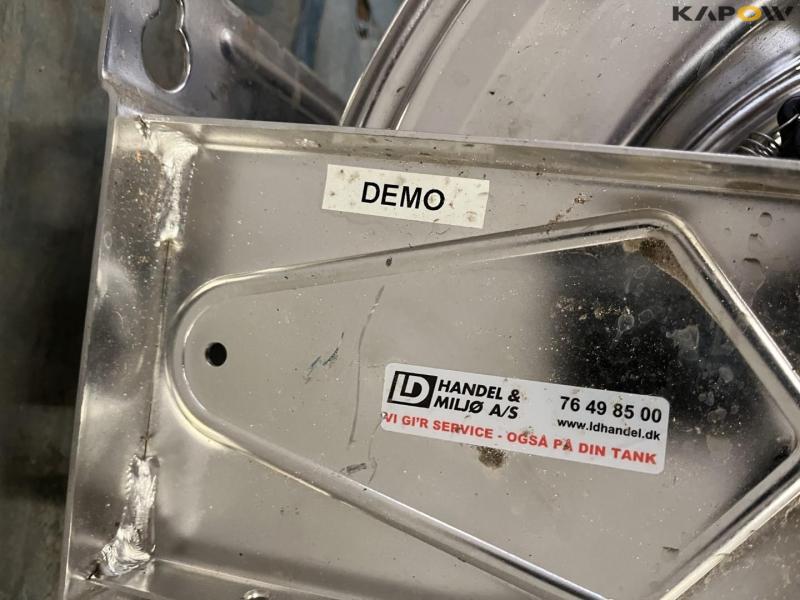 KAPOW
DEMO
LD HANDEL & MILJØ A/S
76 49 85 00
www.ldhandel.dk
VI GI'R SERVICE - OGSÅ PÅ DIN TANK